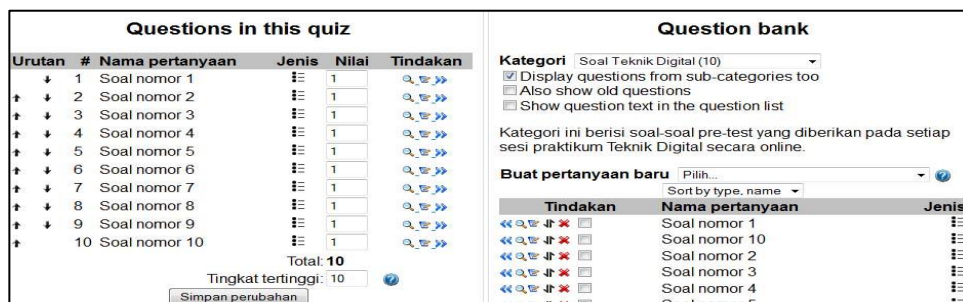 Questions in this quiz
Urutan # Nama pertanyaan Jenis Nilai Tindakan
1 Soal nomor 1 1
2 Soal nomor 2 1
3 Soal nomor 3 1
4 Soal nomor 4 1
5 Soal nomor 5 1
6 Soal nomor 6 1
7 Soal nomor 7 1
8 Soal nomor 8 1
9 Soal nomor 9 1
10 Soal nomor 10 1
Total: 10
Tingkat tertinggi: 10
Simpan perubahan
Question bank
Kategori Soal Teknik Digital (10)
Display questions from sub-categories too
Also show old questions
Show question text in the question list
Kategori ini berisi soal-soal pre-test yang diberikan pada setiap
sesi praktikum Teknik Digital secara online.
Buat pertanyaan baru Pilih...
Sort by type, name
Tindakan Nama pertanyaan Jenis
Soal nomor 1
Soal nomor 10
Soal nomor 2
Soal nomor 3
Soal nomor 4